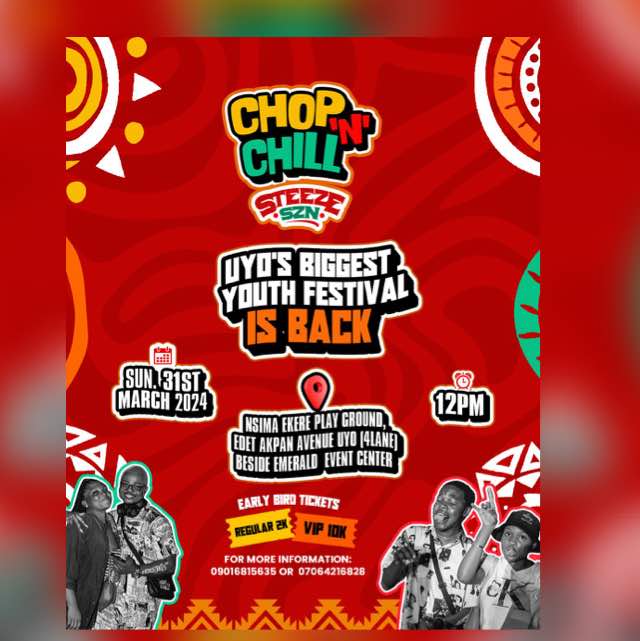 CHOP 'N'
CHILL
STEEZE
SZN
UYO'S BIGGEST
YOUTH FESTIVAL
IS BACK
SUN. 31ST
MARCH 2024
12PM
NSIMA EKERE PLAY GROUND,
EDET AKPAN AVENUE UYO [4LANE]
BESIDE EMERALD EVENT CENTER
EARLY BIRD TICKETS
REGULAR 2K
VIP 10K
FOR MORE INFORMATION:
09016815635 OR 07064216828